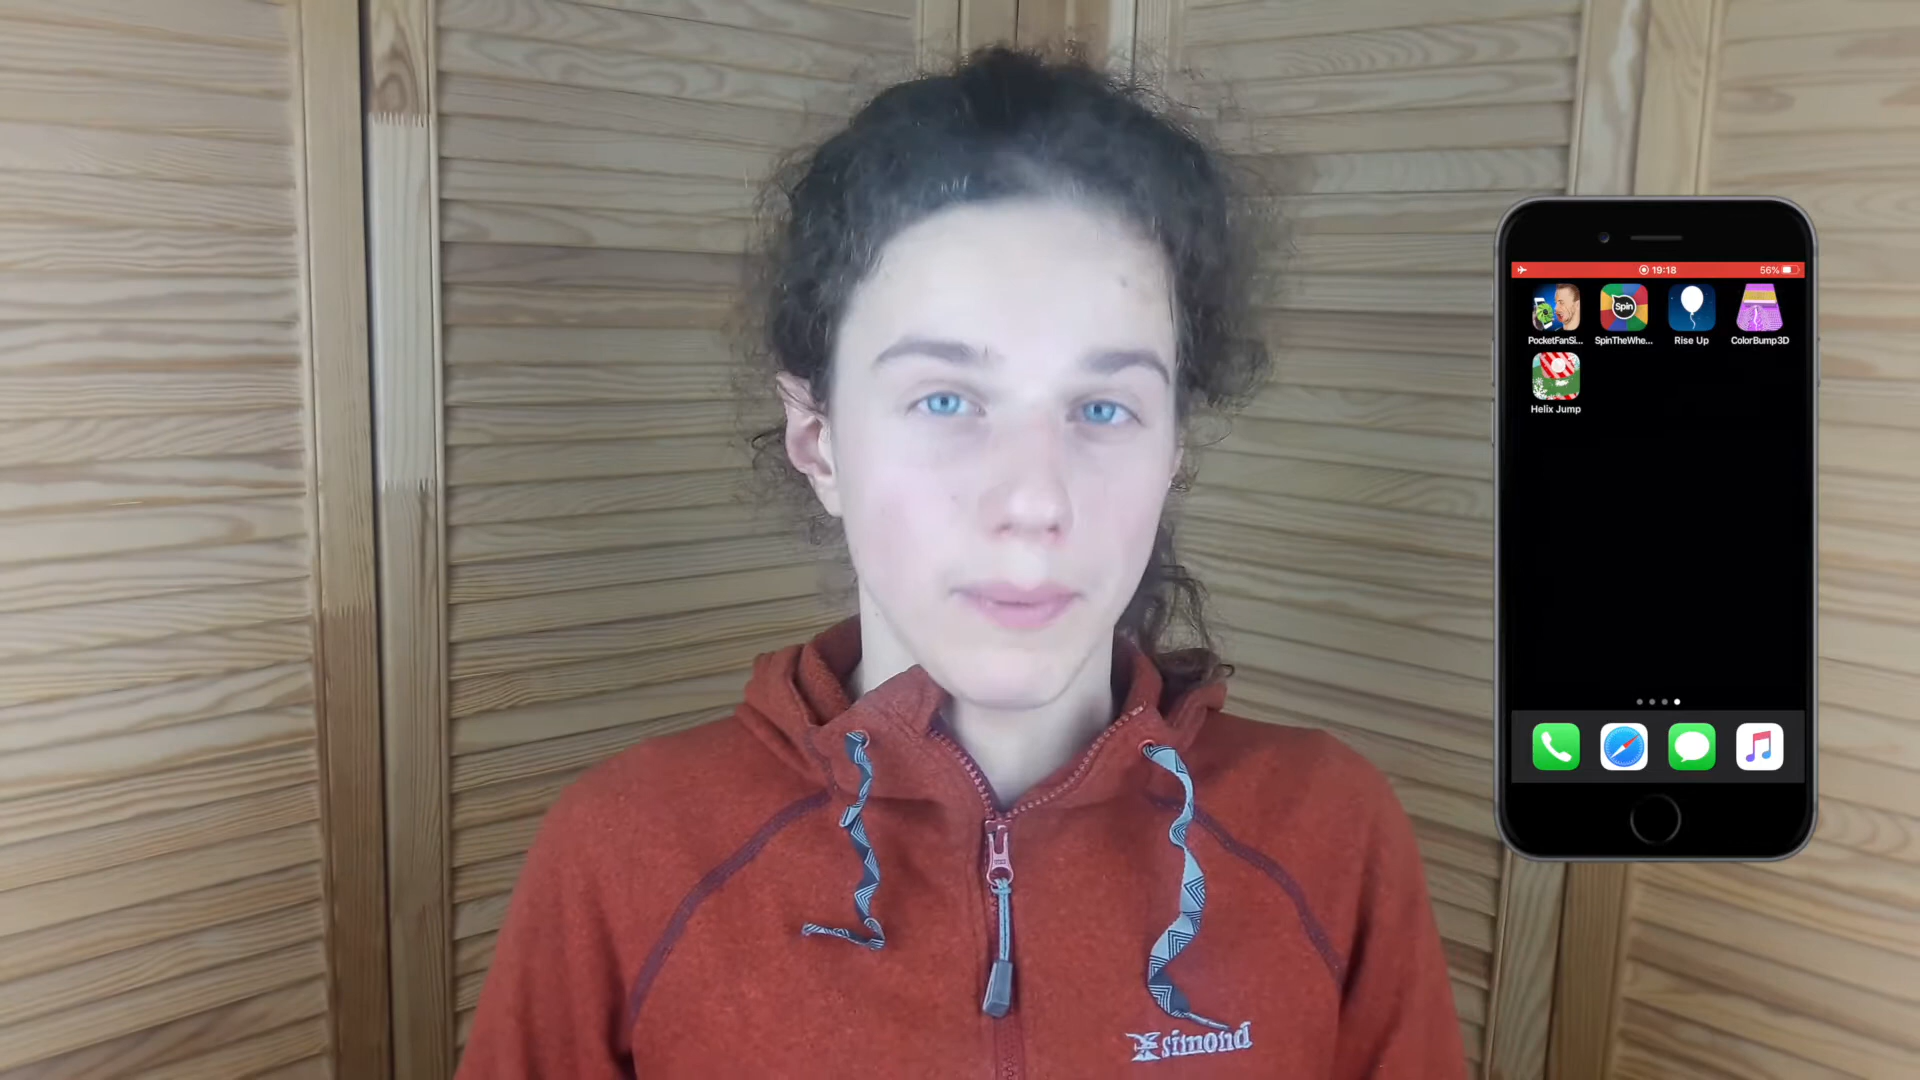 19:18
56%
Spin
PocketFanSi...
SpinTheWhe...
Rise Up
ColorBump3D
Helix Jump
simond